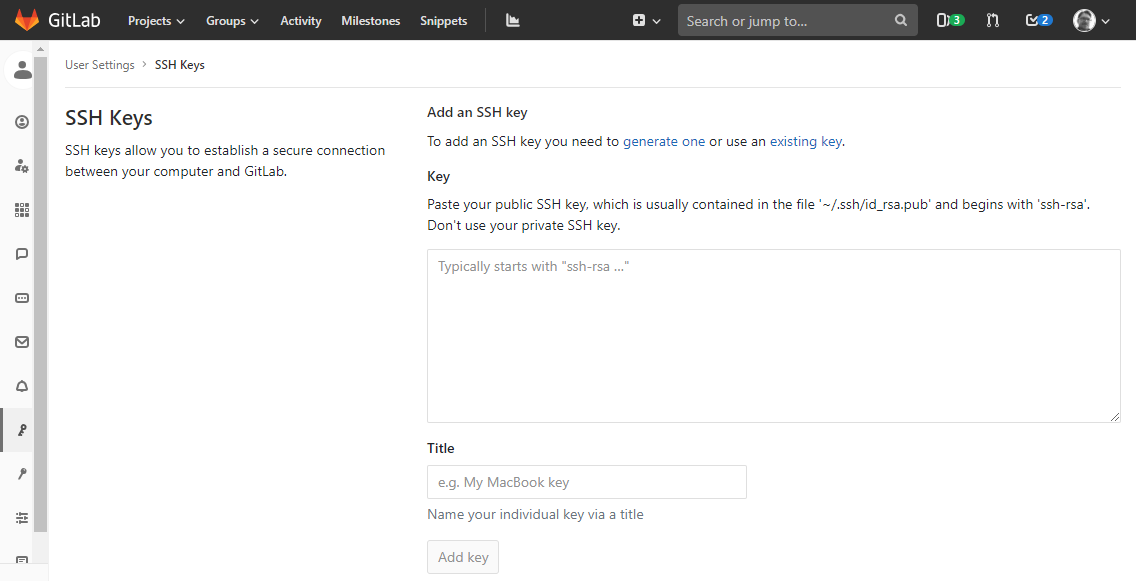 GitLab Projects Groups Activity Milestones Snippets Search or jump to... 3 2
User Settings › SSH Keys
SSH Keys
SSH keys allow you to establish a secure connection
between your computer and GitLab.
Add an SSH key
To add an SSH key you need to generate one or use an existing key.
Key
Paste your public SSH key, which is usually contained in the file '~/.ssh/id_rsa.pub' and begins with 'ssh-rsa'.
Don't use your private SSH key.
Typically starts with "ssh-rsa ..."
Title
e.g. My MacBook key
Name your individual key via a title
Add key